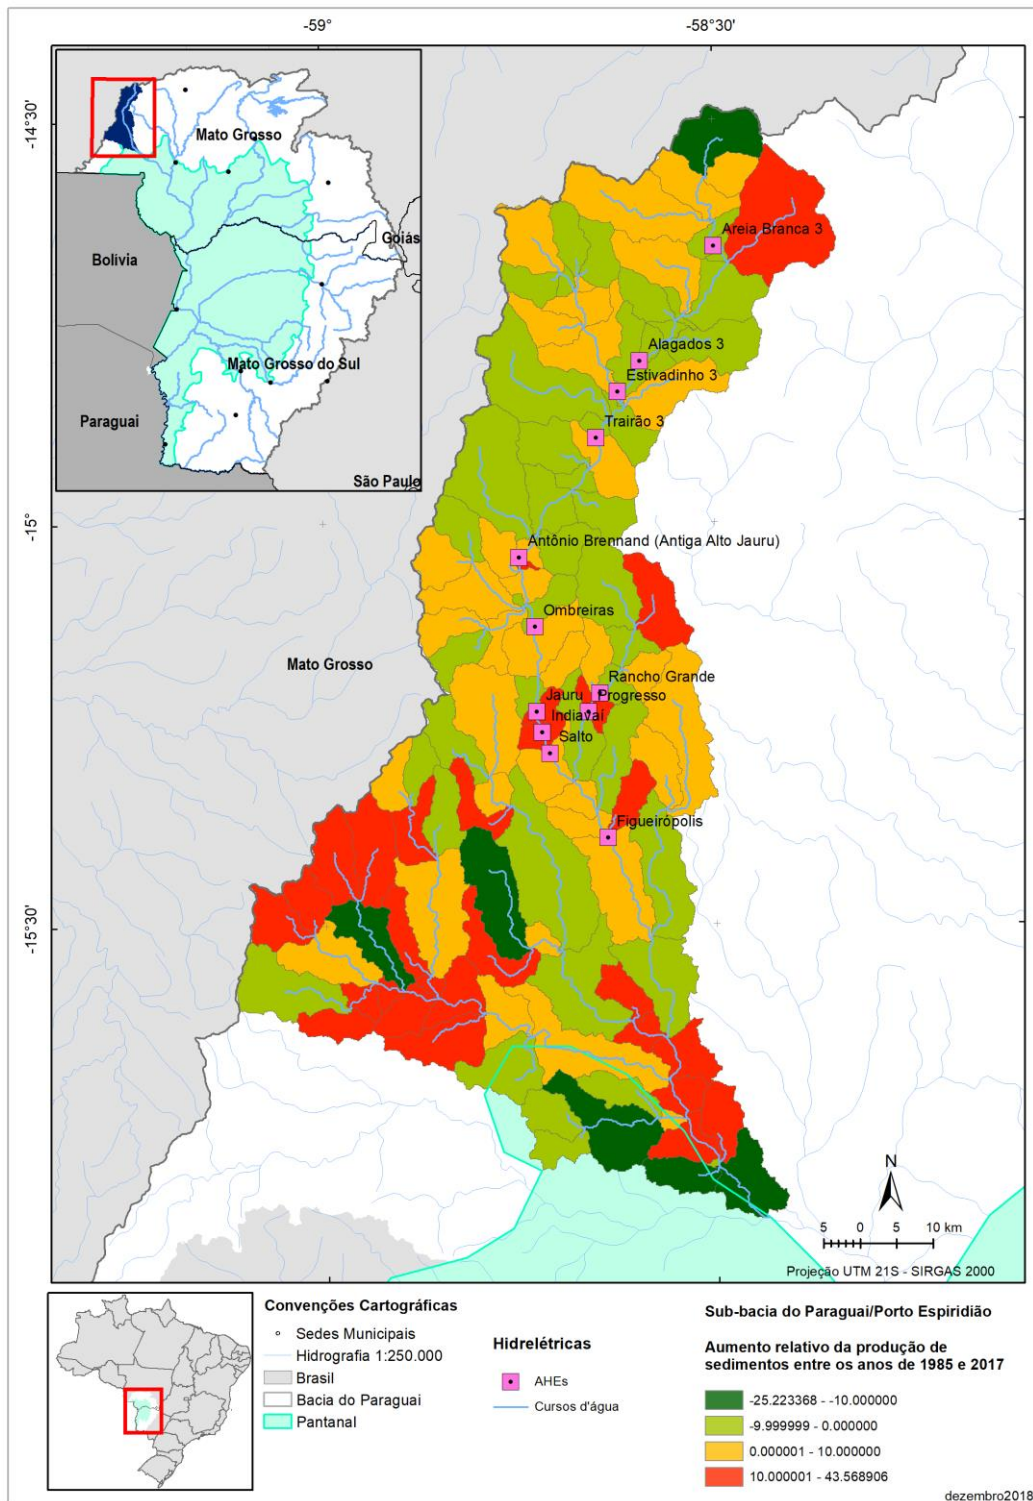 -59°
-58°30'
-14°30'
-15°
-15°30'
Mato Grosso
Goiás
Bolivia
Mato Grosso do Sul
Paraguai
São Paulo
Areia Branca 3
Alagados 3
Estivadinho 3
Trairão 3
Antônio Brennand (Antiga Alto Jauru)
Ombreiras
Mato Grosso
Rancho Grande
Jauru
Progresso
Indiavaí
Salto
Figueirópolis
N
5 0 5 10 km
Projeção UTM 21S - SIRGAS 2000
Convenções Cartográficas
Sedes Municipais
Hidrografia 1:250.000
Brasil
Bacia do Paraguai
Pantanal
Hidrelétricas
AHEs
Cursos d'água
Sub-bacia do Paraguai/Porto Espiridião
Aumento relativo da produção de
sedimentos entre os anos de 1985 e 2017
-25.223368 - -10.000000
-9.999999 - 0.000000
0.000001 - 10.000000
10.000001 - 43.568906
dezembro2018